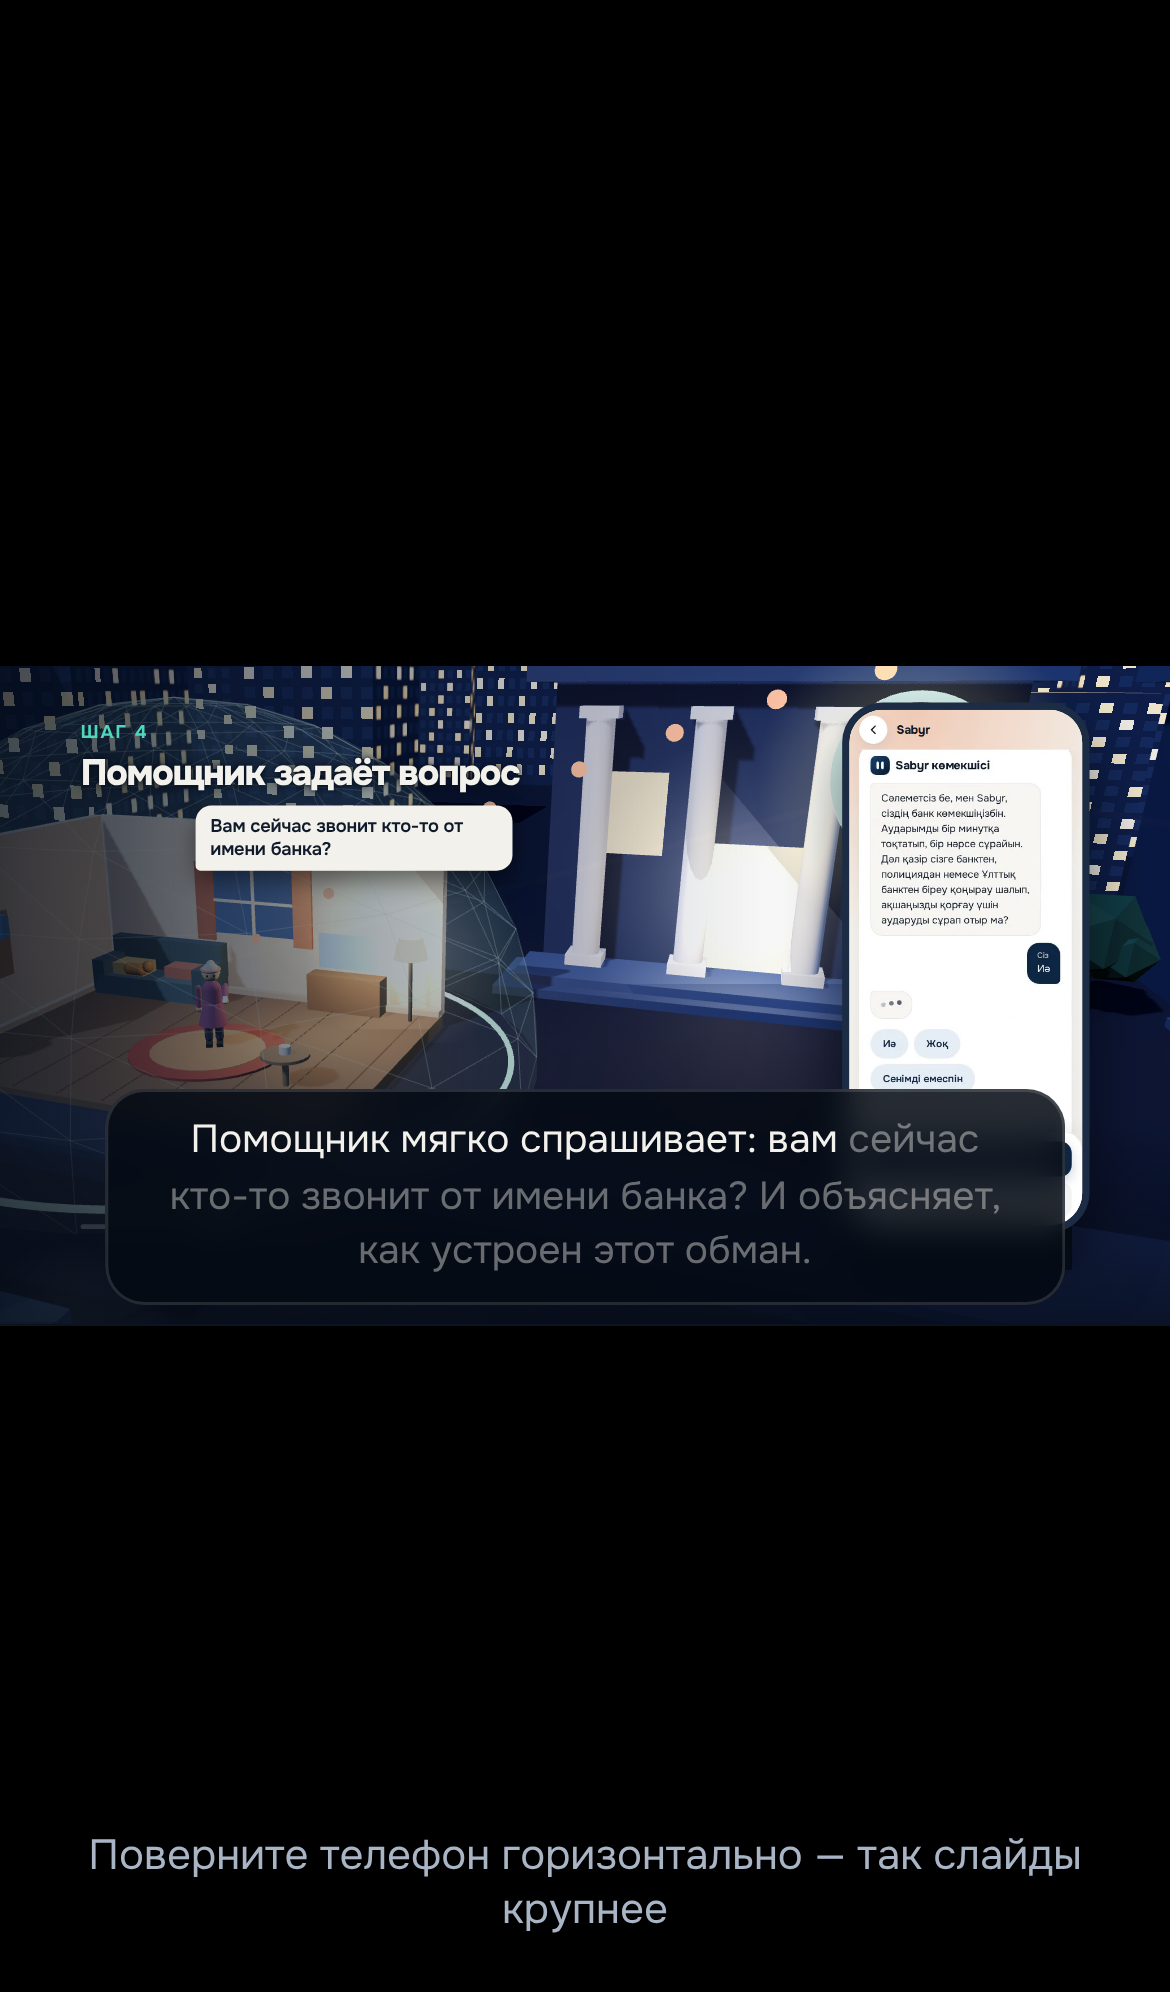 ШАГ 4
Помощник задаёт вопрос
Вам сейчас звонит кто-то от
имени банка?
Sabyr
Sabyr көмекшісі
Сәлеметсіз бе, мен Sabyr,
сіздің банк көмекшіңізбін.
Аударымды бір минутқа
тоқтатып, бір нәрсе сұрайын.
Дәл қазір сізге банктен,
полициядан немесе Ұлттық
банктен біреу қоңырау шалып,
ақшаңызды қорғау үшін
аударуды сұрап отыр ма?
Сіз
Иә
Иә
Жоқ
Сенімді емеспін
Помощник мягко спрашивает: вам сейчас
кто-то звонит от имени банка? И объясняет,
как устроен этот обман.
Поверните телефон горизонтально — так слайды
крупнее